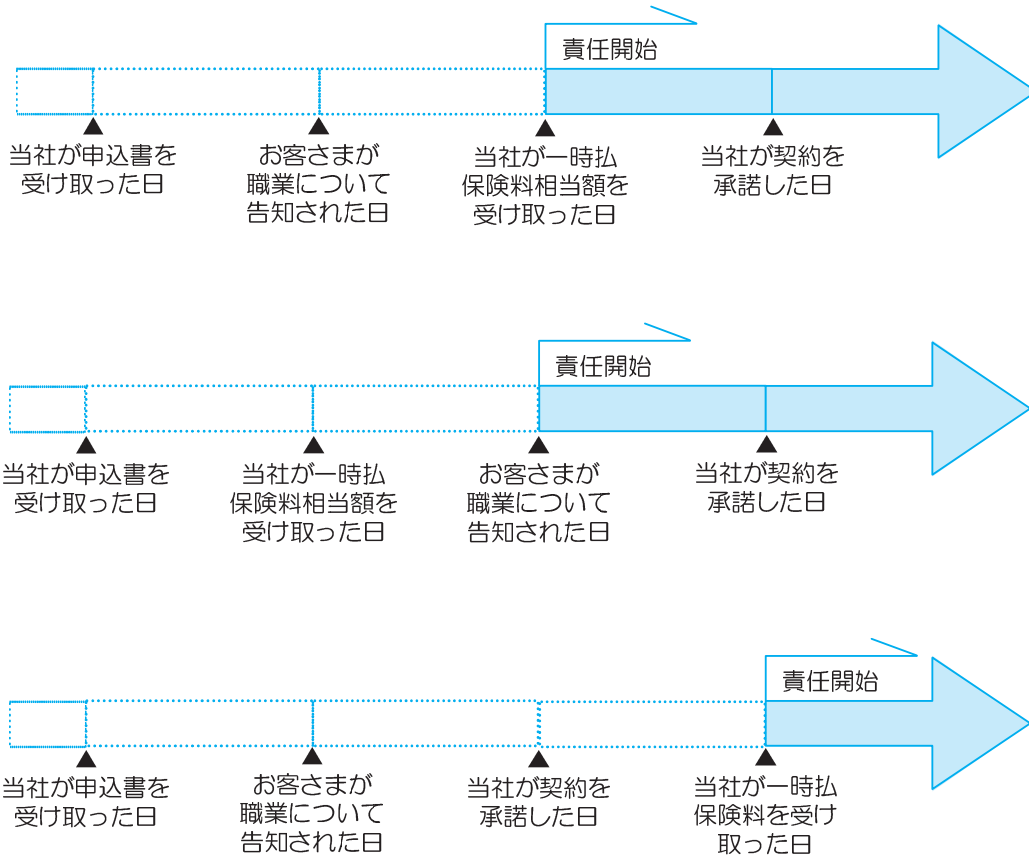 責任開始
当社が申込書を
受け取った日
お客さまが
職業について
告知された日
当社が一時払
保険料相当額を
受け取った日
当社が契約を
承諾した日
責任開始
当社が申込書を
受け取った日
当社が一時払
保険料相当額を
受け取った日
お客さまが
職業について
告知された日
当社が契約を
承諾した日
責任開始
当社が申込書を
受け取った日
お客さまが
職業について
告知された日
当社が契約を
承諾した日
当社が一時払
保険料を受け
取った日